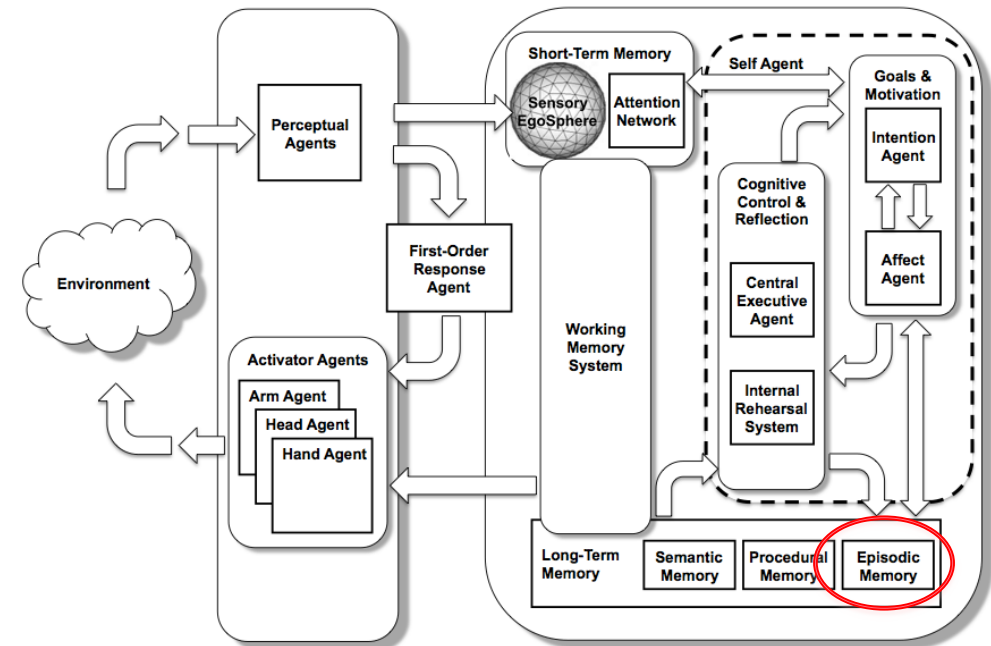 Short-Term Memory
Sensory
EgoSphere
Attention
Network
Self Agent
Goals &
Motivation
Intention
Agent
Affect
Agent
Perceptual
Agents
Cognitive
Control &
Reflection
Central
Executive
Agent
Internal
Rehearsal
System
First-Order
Response
Agent
Environment
Working
Memory
System
Activator Agents
Arm Agent
Head Agent
Hand Agent
Long-Term
Memory
Semantic
Memory
Procedural
Memory
Episodic
Memory